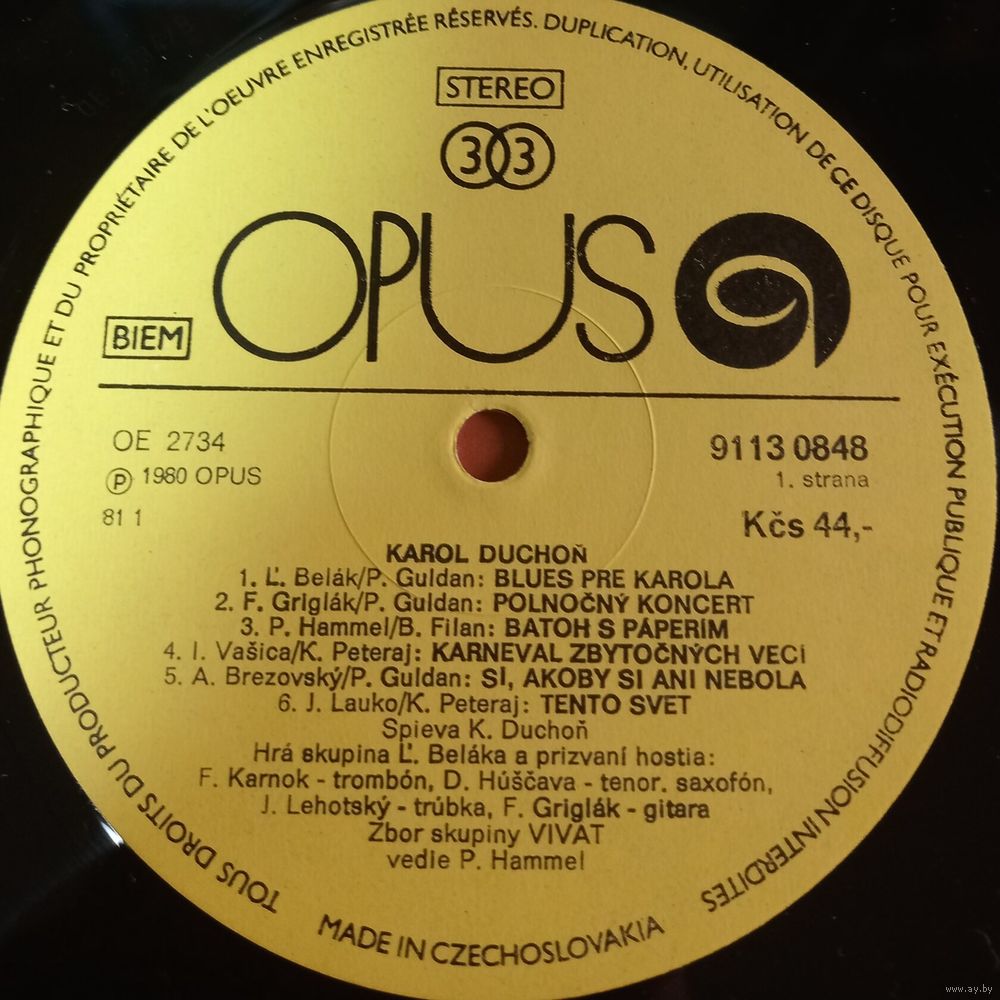 TOUS DROITS DU PRODUCTEUR PHONOGRAPHIQUE ET DU PROPRIÉTAIRE DE L'OEUVRE ENREGISTRÉE RÉSERVÉS. DUPLICATION, UTILISATION DE CE DISQUE POUR EXÉCUTION PUBLIQUE ET RADIODIFFUSION INTERDITES
STEREO
33
OPUS
BIEM
OE 2734
9113 0848
℗ 1980 OPUS
1. strana
81 1
Kčs 44,-
KAROL DUCHOŇ
1. Ľ. Belák/P. Guldan: BLUES PRE KAROLA
2. F. Griglák/P. Guldan: POLNOČNÝ KONCERT
3. P. Hammel/B. Filan: BATOH S PÁPERÍM
4. I. Vašica/K. Peteraj: KARNEVAL ZBYTOČNÝCH VECÍ
5. A. Brezovský/P. Guldan: SI, AKOBY SI ANI NEBOLA
6. J. Lauko/K. Peteraj: TENTO SVET
Spieva K. Duchoň
Hrá skupina Ľ. Beláka a prizvaní hostia:
F. Karnok - trombón, D. Húščava - tenor. saxofón,
J. Lehotský - trúbka, F. Griglák - gitara
Zbor skupiny VIVAT
vedie P. Hammel
MADE IN CZECHOSLOVAKIA
www.ay.by